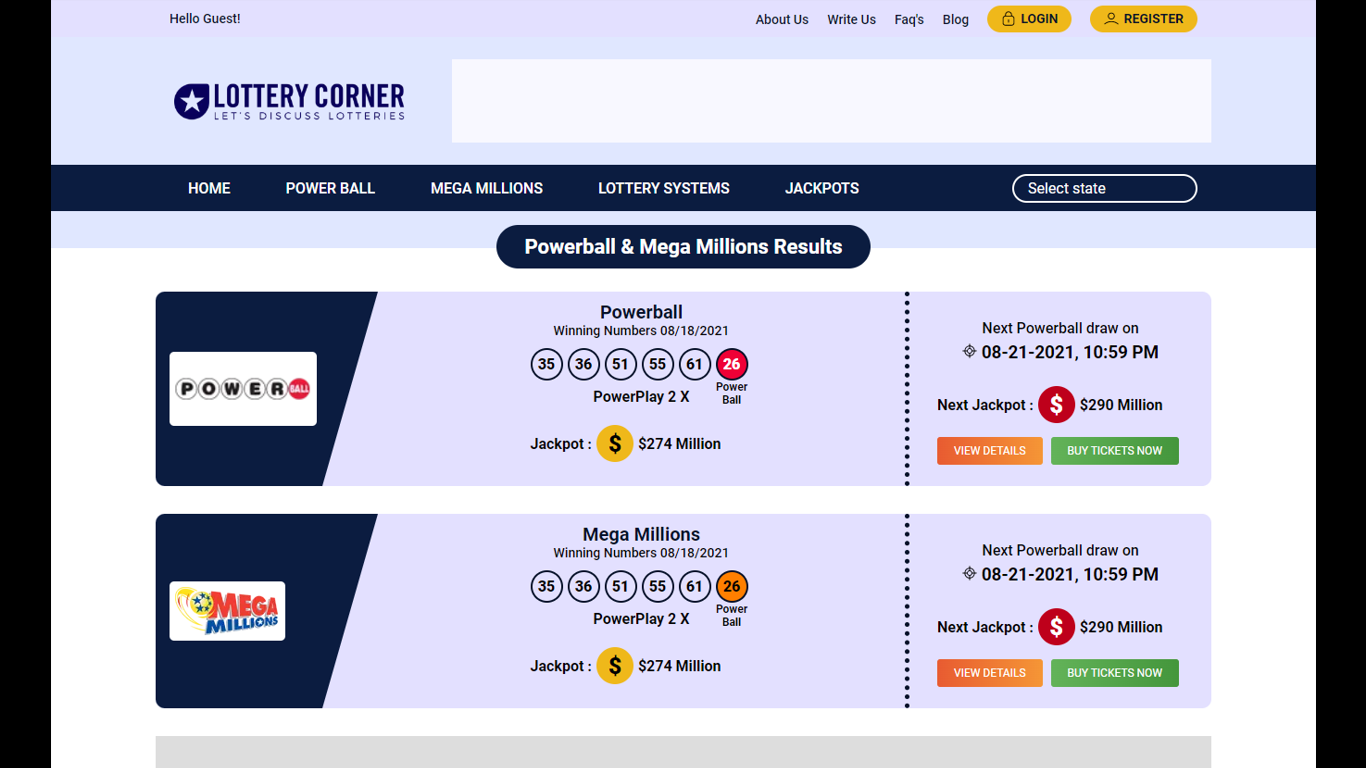 Hello Guest!
About Us Write Us Faq's Blog LOGIN REGISTER
LOTTERY CORNER
LET'S DISCUSS LOTTERIES
HOME POWER BALL MEGA MILLIONS LOTTERY SYSTEMS JACKPOTS Select state
Powerball & Mega Millions Results
POWER BALL
Powerball
Winning Numbers 08/18/2021
35 36 51 55 61 26
Power
Ball
PowerPlay 2 X
Jackpot : $ $274 Million
Next Powerball draw on
08-21-2021, 10:59 PM
Next Jackpot : $ $290 Million
VIEW DETAILS BUY TICKETS NOW
MEGA
MILLIONS
Mega Millions
Winning Numbers 08/18/2021
35 36 51 55 61 26
Power
Ball
PowerPlay 2 X
Jackpot : $ $274 Million
Next Powerball draw on
08-21-2021, 10:59 PM
Next Jackpot : $ $290 Million
VIEW DETAILS BUY TICKETS NOW